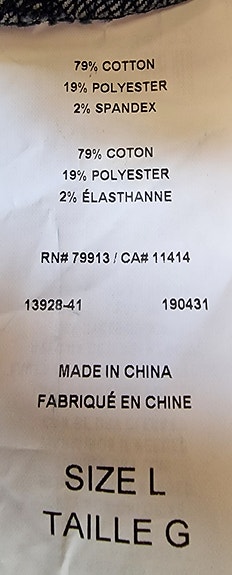 79% COTTON
19% POLYESTER
2% SPANDEX
79% COTON
19% POLYESTER
2% ÉLASTHANNE
RN# 79913 / CA# 11414
13928-41 190431
MADE IN CHINA
FABRIQUÉ EN CHINE
SIZE L
TAILLE G